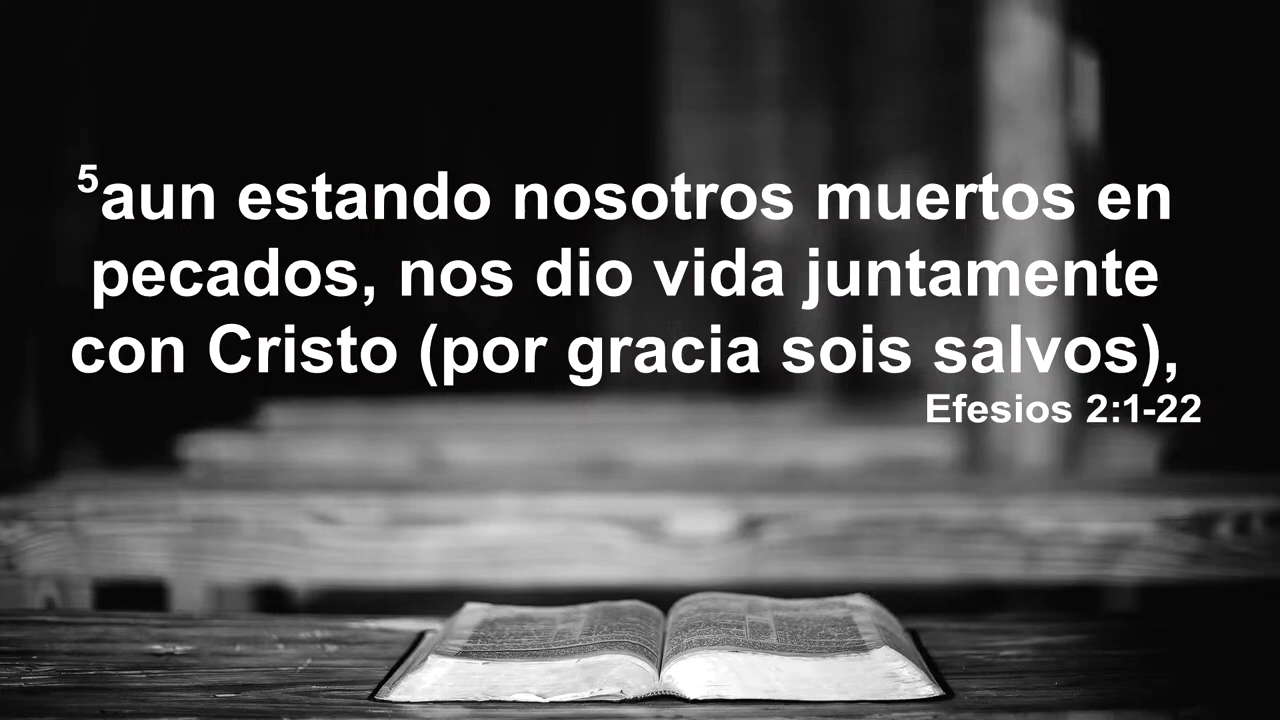 ⁵aun estando nosotros muertos en
pecados, nos dio vida juntamente
con Cristo (por gracia sois salvos),
Efesios 2:1-22